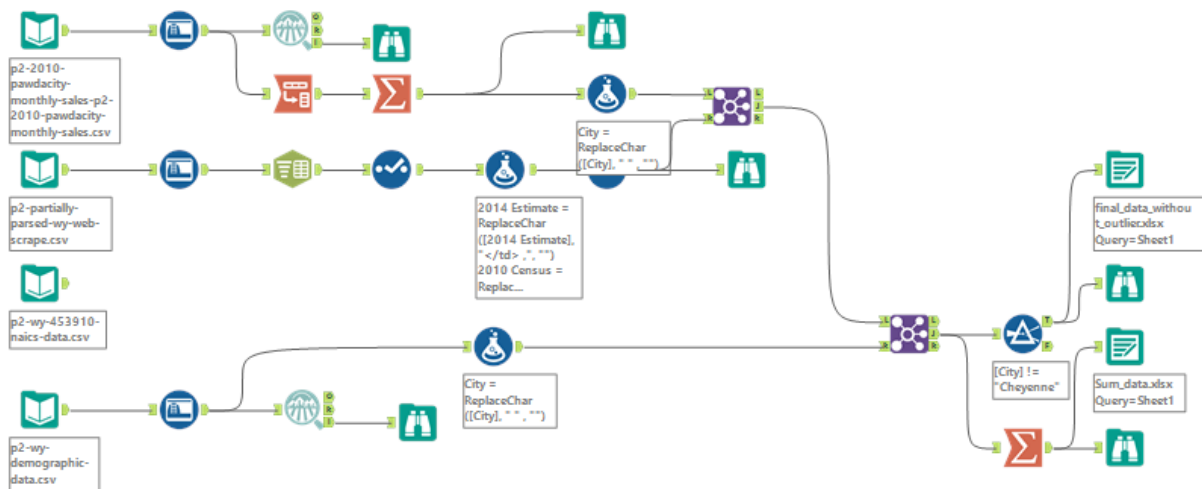 p2-2010-
pawdacity-
monthly-sales-p2-
2010-pawdacity-
monthly-sales.csv
City =
ReplaceChar
([City], " " , "")
p2-partially-
parsed-wy-web-
scrape.csv
2014 Estimate =
ReplaceChar
([2014 Estimate],
"</td> ,", "")
2010 Census =
Replac...
final_data_withou
t_outlier.xlsx
Query=Sheet1
p2-wy-453910-
naics-data.csv
City =
ReplaceChar
([City], " " , "")
[City] !=
"Cheyenne"
Sum_data.xlsx
Query=Sheet1
p2-wy-
demographic-
data.csv